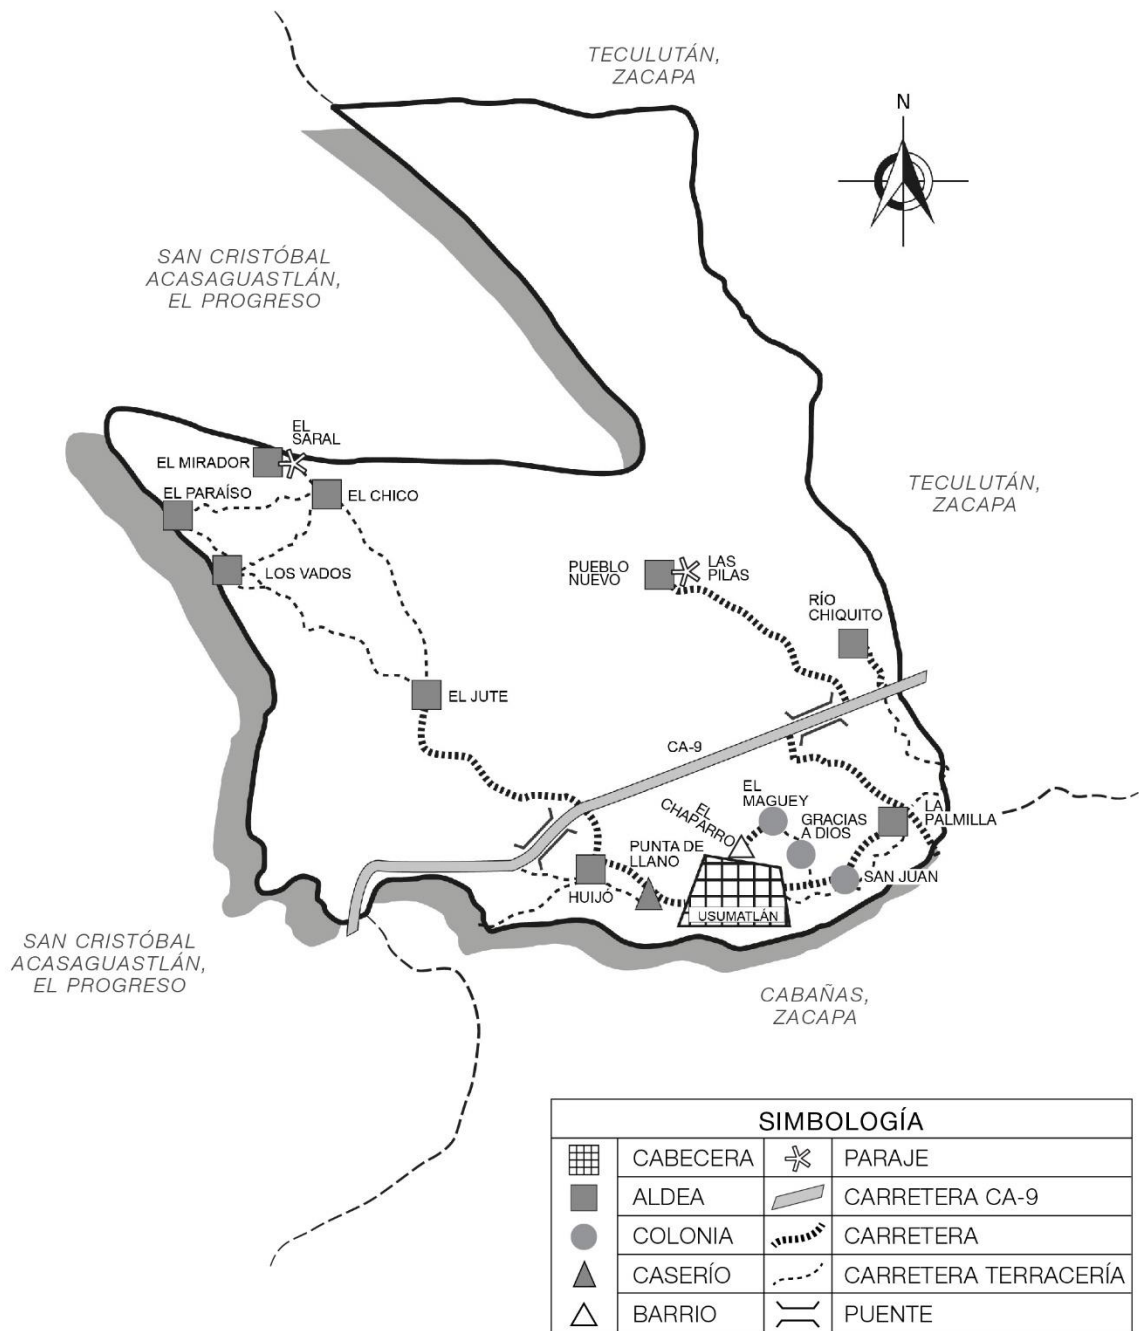 TECULUTÁN,
ZACAPA
N
SAN CRISTÓBAL
ACASAGUASTLÁN,
EL PROGRESO
EL
SARAL
EL MIRADOR
EL PARAÍSO
EL CHICO
TECULUTÁN,
ZACAPA
LOS VADOS
PUEBLO
NUEVO
LAS
PILAS
RÍO
CHIQUITO
EL JUTE
CA-9
EL
MAGUEY
EL CHAPARRO
GRACIAS
A DIOS
LA
PALMILLA
PUNTA DE
LLANO
SAN JUAN
HUIJÓ
USUMATLÁN
SAN CRISTÓBAL
ACASAGUASTLÁN,
EL PROGRESO
CABAÑAS,
ZACAPA
SIMBOLOGÍA
CABECERA
PARAJE
ALDEA
CARRETERA CA-9
COLONIA
CARRETERA
CASERÍO
CARRETERA TERRACERÍA
BARRIO
PUENTE